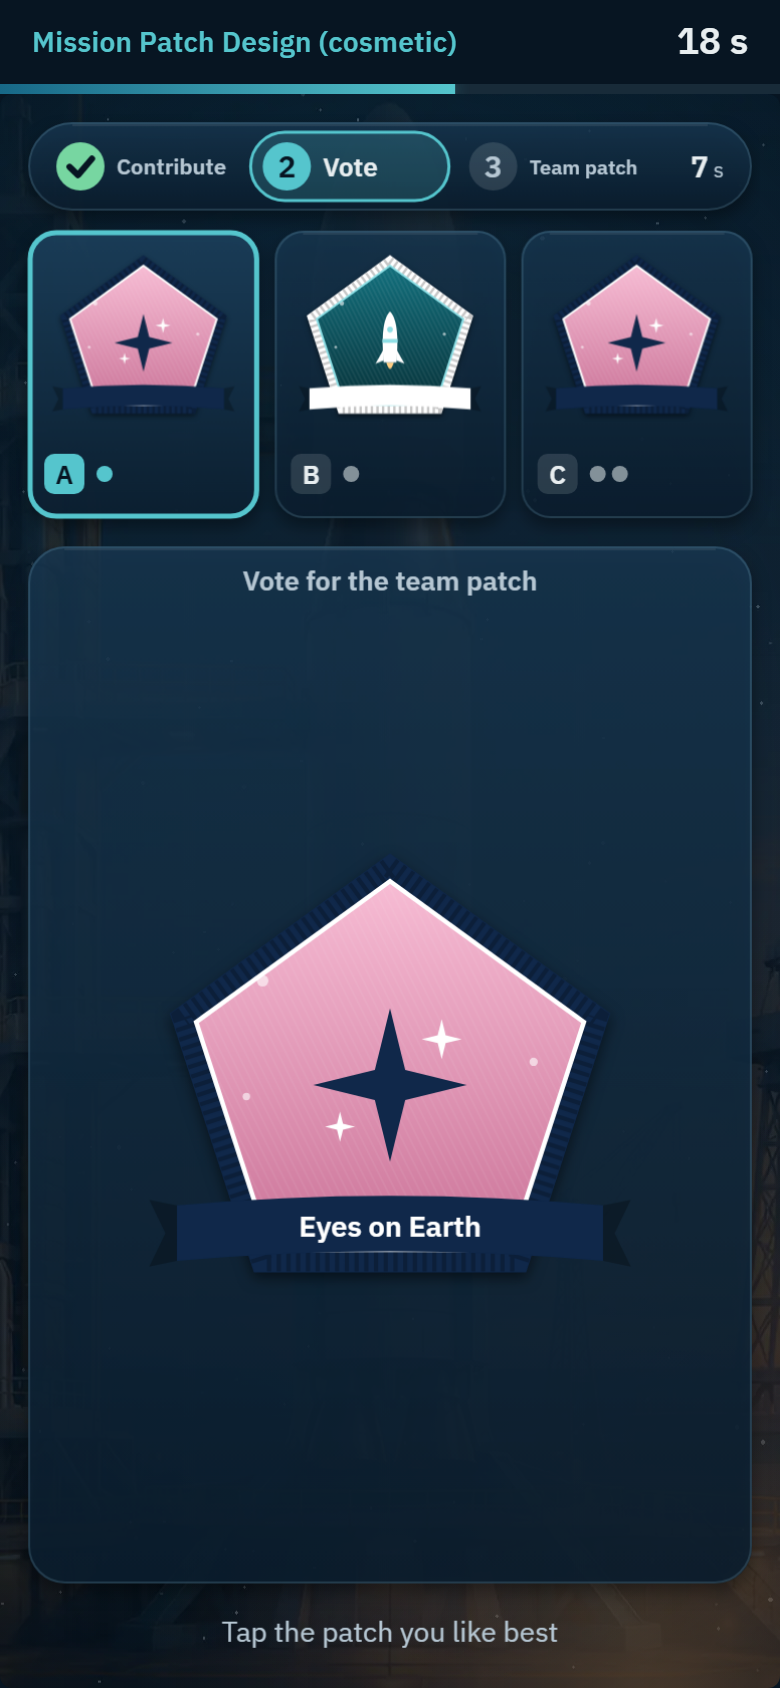 Mission Patch Design (cosmetic)
18 s
Contribute
2 Vote
3 Team patch
7 s
A
B
C
Vote for the team patch
Eyes on Earth
Tap the patch you like best